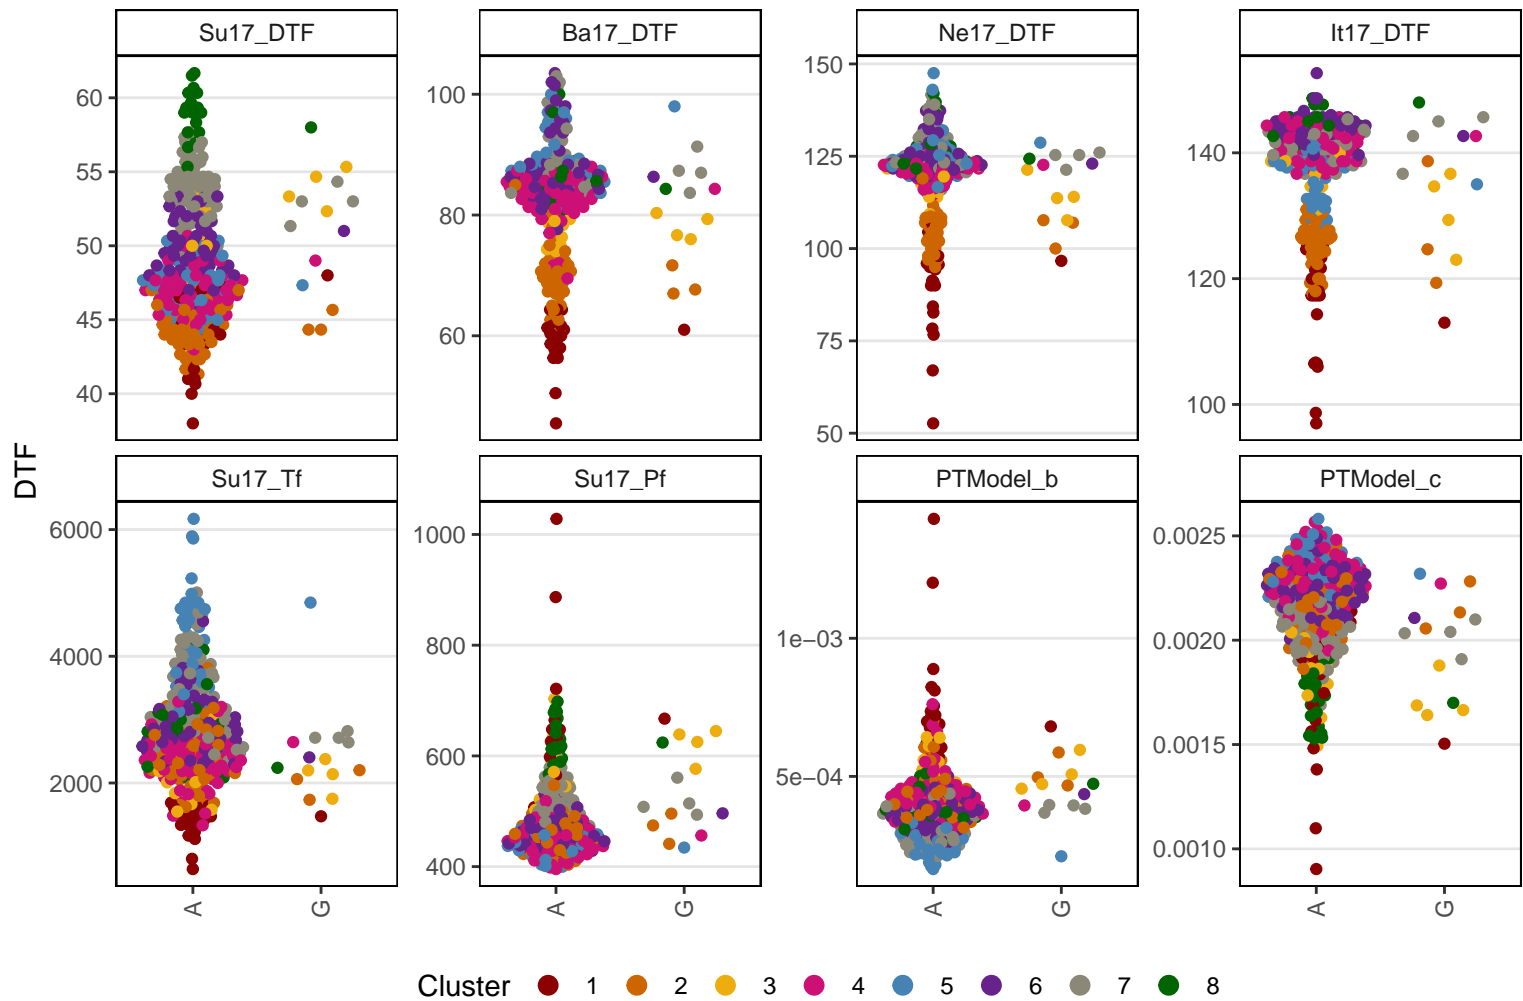 Su17_DTF Ba17_DTF Ne17_DTF It17_DTF
60 100 150 140
55 80 125 120
50 60 100 100
45 75
40 50
DTF
Su17_Tf Su17_Pf PTModel_b PTModel_c
6000 1000 1e−03 0.0025
4000 800 5e−04 0.0020
2000 600 0.0015
400 0.0010
A G A G A G A G
Cluster 1 2 3 4 5 6 7 8